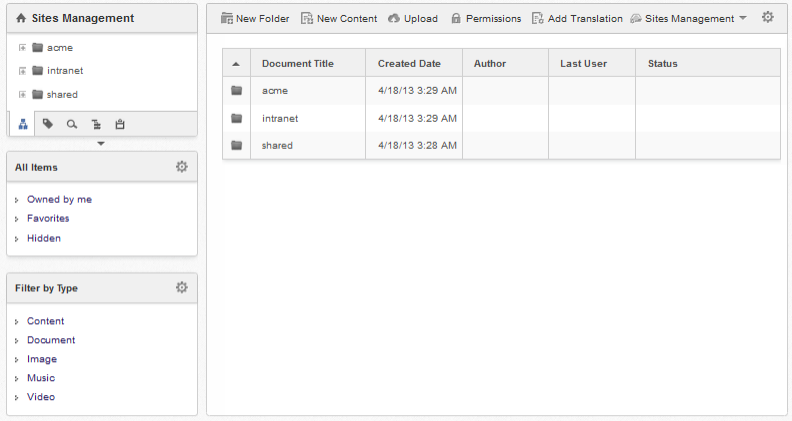 Sites Management
acme
intranet
shared
All Items
Owned by me
Favorites
Hidden
Filter by Type
Content
Document
Image
Music
Video
New Folder New Content Upload Permissions Add Translation Sites Management
Document Title Created Date Author Last User Status
acme 4/18/13 3:29 AM
intranet 4/18/13 3:29 AM
shared 4/18/13 3:28 AM